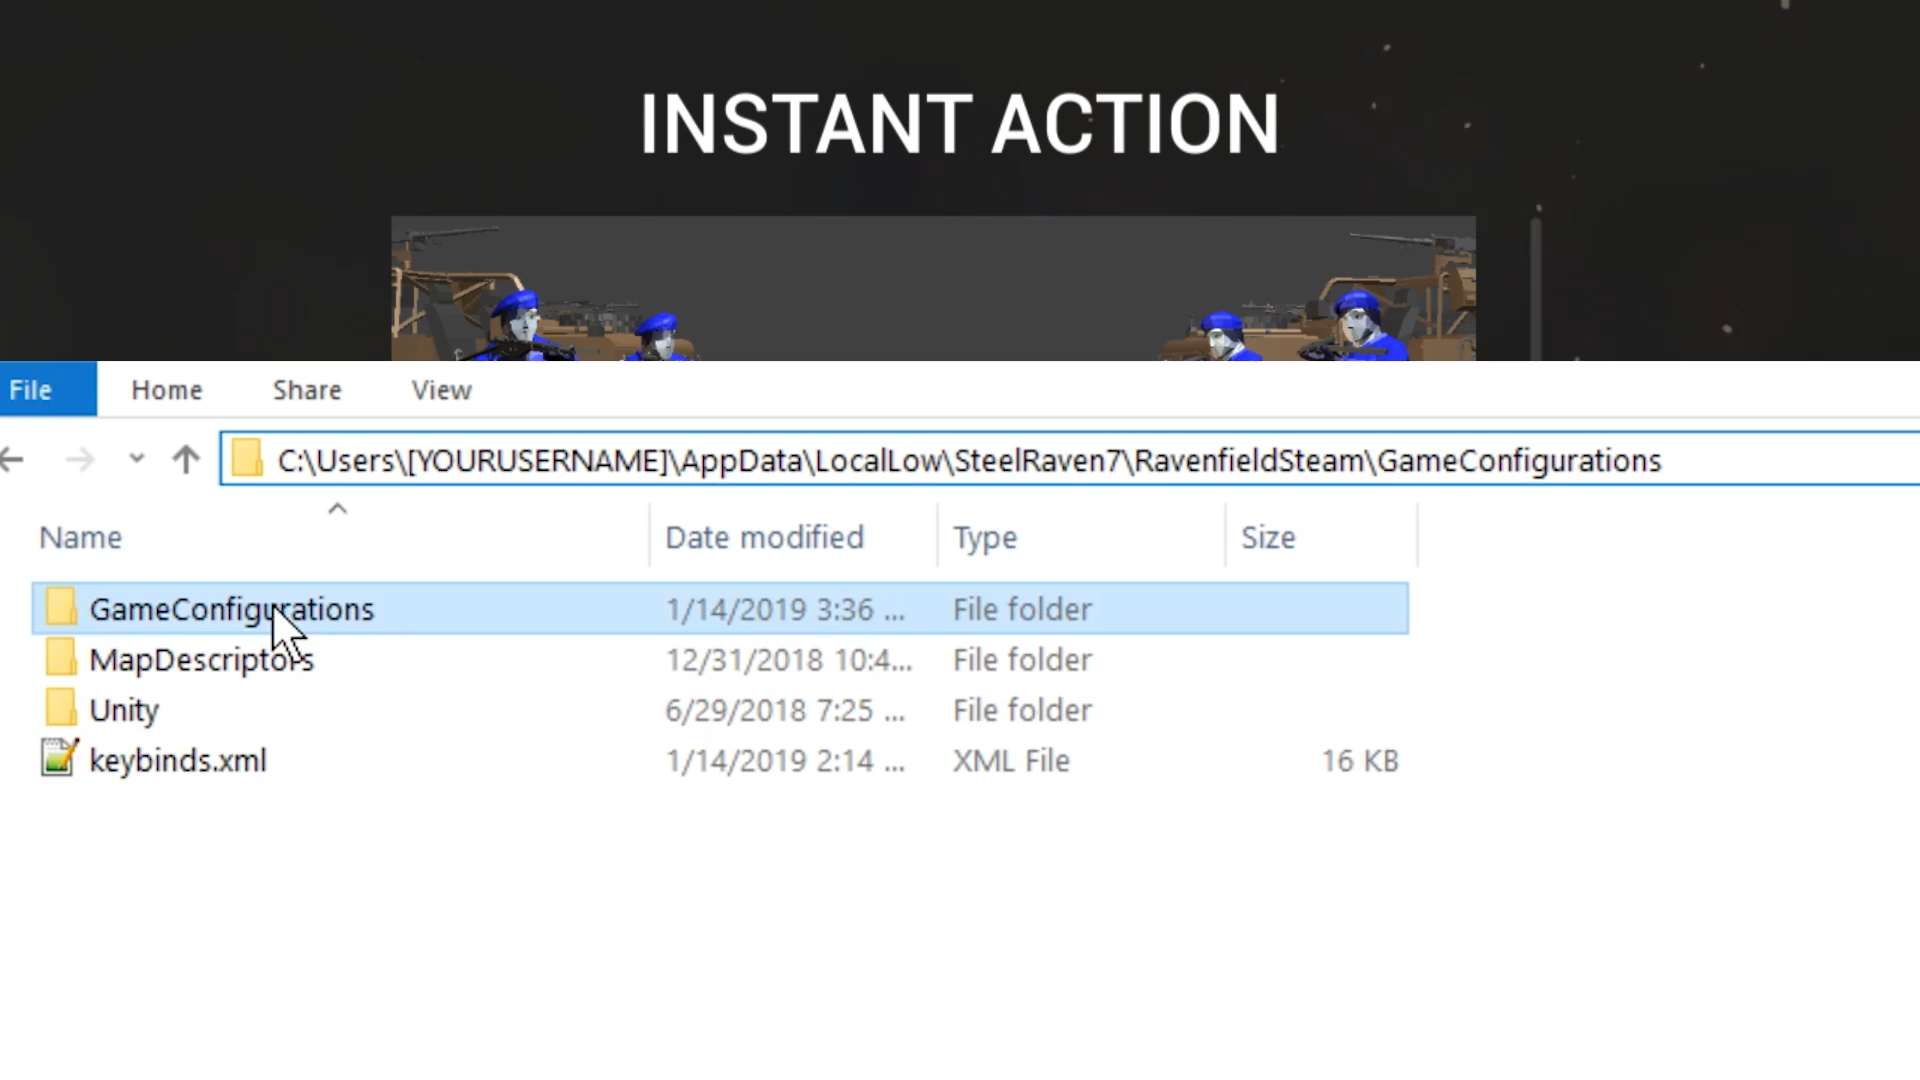 INSTANT ACTION
File Home Share View
C:\Users\[YOURUSERNAME]\AppData\LocalLow\SteelRaven7\RavenfieldSteam\GameConfigurations
Name Date modified Type Size
GameConfigurations 1/14/2019 3:36 ... File folder
MapDescriptors 12/31/2018 10:4... File folder
Unity 6/29/2018 7:25 ... File folder
keybinds.xml 1/14/2019 2:14 ... XML File 16 KB